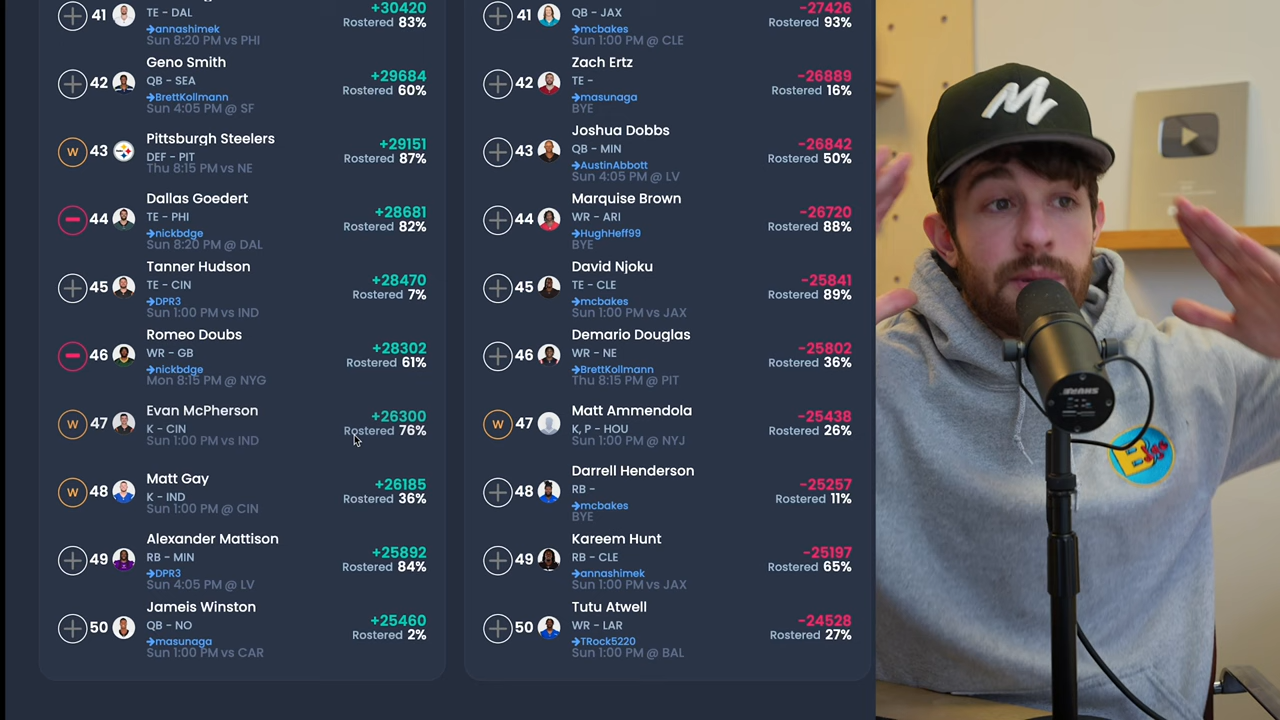 41
TE - DAL
annashimek
Sun 8:20 PM vs PHI
+30420
Rostered 83%
42
Geno Smith
QB - SEA
BrettKollmann
Sun 4:05 PM @ SF
+29684
Rostered 60%
W
43
Pittsburgh Steelers
DEF - PIT
Thu 8:15 PM vs NE
+29151
Rostered 87%
44
Dallas Goedert
TE - PHI
nickbdge
Sun 8:20 PM @ DAL
+28681
Rostered 82%
45
Tanner Hudson
TE - CIN
DPR3
Sun 1:00 PM vs IND
+28470
Rostered 7%
46
Romeo Doubs
WR - GB
nickbdge
Mon 8:15 PM @ NYG
+28302
Rostered 61%
W
47
Evan McPherson
K - CIN
Sun 1:00 PM vs IND
+26300
Rostered 76%
W
48
Matt Gay
K - IND
Sun 1:00 PM @ CIN
+26185
Rostered 36%
49
Alexander Mattison
RB - MIN
DPR3
Sun 4:05 PM @ LV
+25892
Rostered 84%
50
Jameis Winston
QB - NO
masunaga
Sun 1:00 PM vs CAR
+25460
Rostered 2%
41
QB - JAX
mcbakes
Sun 1:00 PM @ CLE
-27426
Rostered 93%
42
Zach Ertz
TE -
masunaga
BYE
-26889
Rostered 16%
43
Joshua Dobbs
QB - MIN
AustinAbbott
Sun 4:05 PM @ LV
-26842
Rostered 50%
44
Marquise Brown
WR - ARI
HughHeff99
BYE
-26720
Rostered 88%
45
David Njoku
TE - CLE
mcbakes
Sun 1:00 PM vs JAX
-25841
Rostered 89%
46
Demario Douglas
WR - NE
BrettKollmann
Thu 8:15 PM @ PIT
-25802
Rostered 36%
W
47
Matt Ammendola
K, P - HOU
Sun 1:00 PM @ NYJ
-25438
Rostered 26%
48
Darrell Henderson
RB -
mcbakes
BYE
-25257
Rostered 11%
49
Kareem Hunt
RB - CLE
annashimek
Sun 1:00 PM vs JAX
-25197
Rostered 65%
50
Tutu Atwell
WR - LAR
TRock5220
Sun 1:00 PM @ BAL
-24528
Rostered 27%
M
SHURE